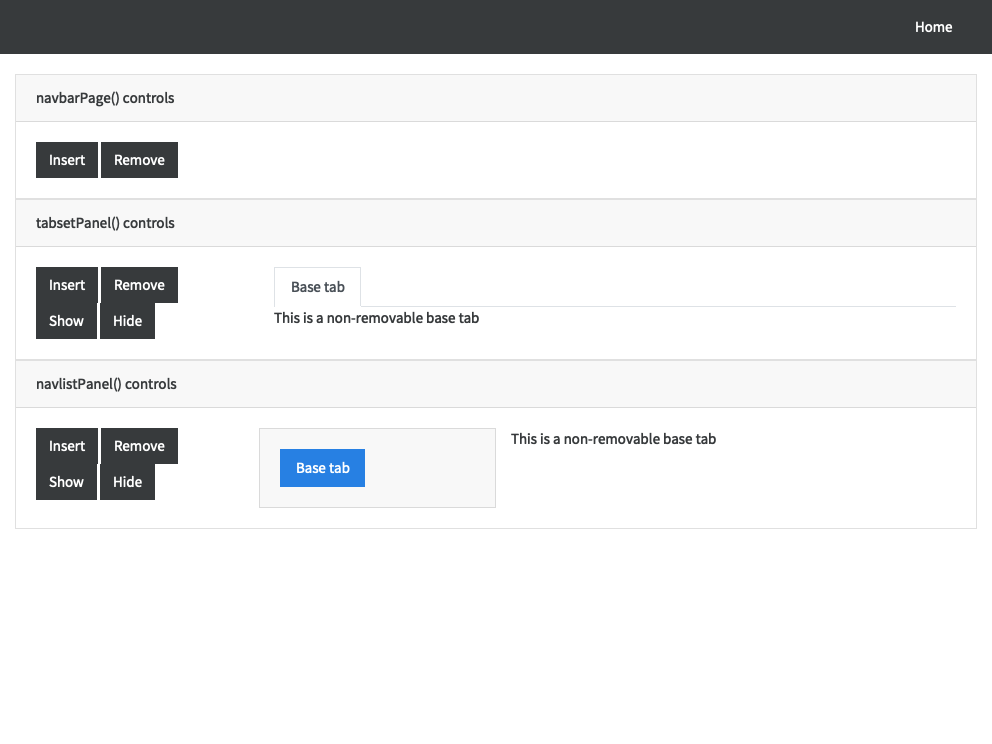 Home
navbarPage() controls
Insert Remove
tabsetPanel() controls
Insert Remove
Show Hide
Base tab
This is a non-removable base tab
navlistPanel() controls
Insert Remove
Show Hide
Base tab
This is a non-removable base tab